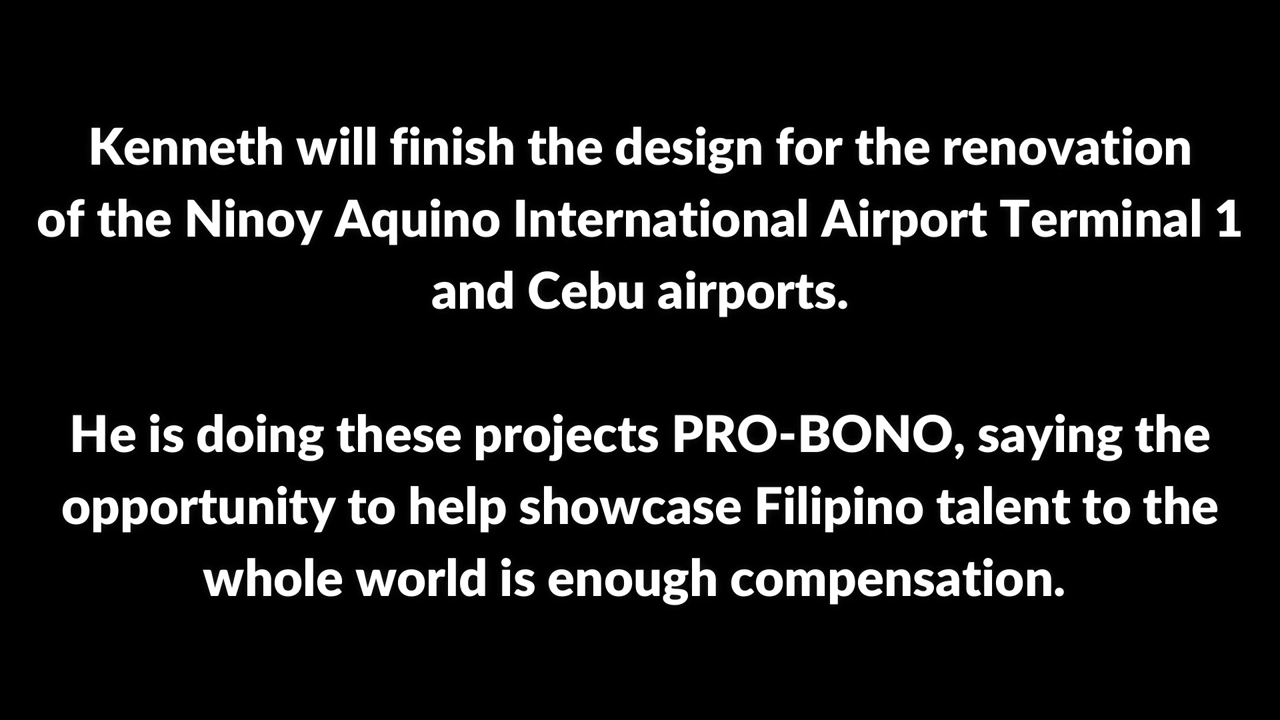 Kenneth will finish the design for the renovation
of the Ninoy Aquino International Airport Terminal 1
and Cebu airports.
He is doing these projects PRO-BONO, saying the
opportunity to help showcase Filipino talent to the
whole world is enough compensation.